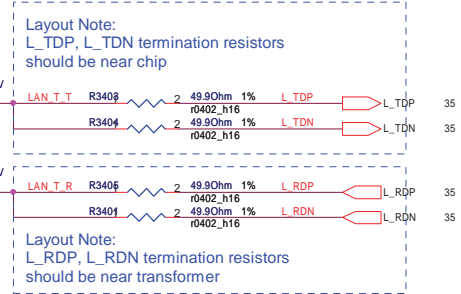 Layout Note:
L_TDP, L_TDN termination resistors
should be near chip
LAN_T_T R3403 2 49.9Ohm 1% L_TDP L_TDP 35
r0402_h16
R3404 2 49.9Ohm 1% L_TDN L_TDN 35
r0402_h16
LAN_T_R R3405 2 49.9Ohm 1% L_RDP L_RDP 35
r0402_h16
R3401 2 49.9Ohm 1% L_RDN L_RDN 35
r0402_h16
Layout Note:
L_RDP, L_RDN termination resistors
should be near transformer